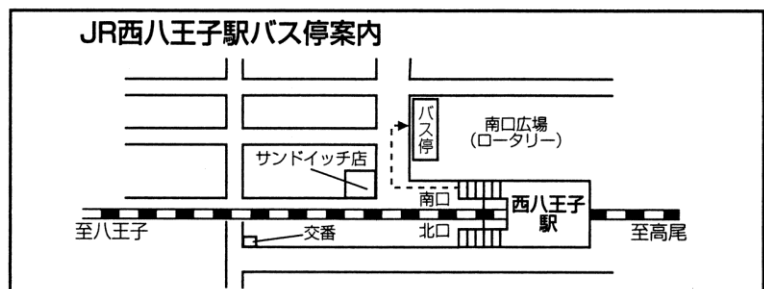 JR西八王子駅バス停案内
バス停
南口広場
(ロータリー)
サンドイッチ店
南口
西八王子
駅
至八王子
交番
北口
至高尾